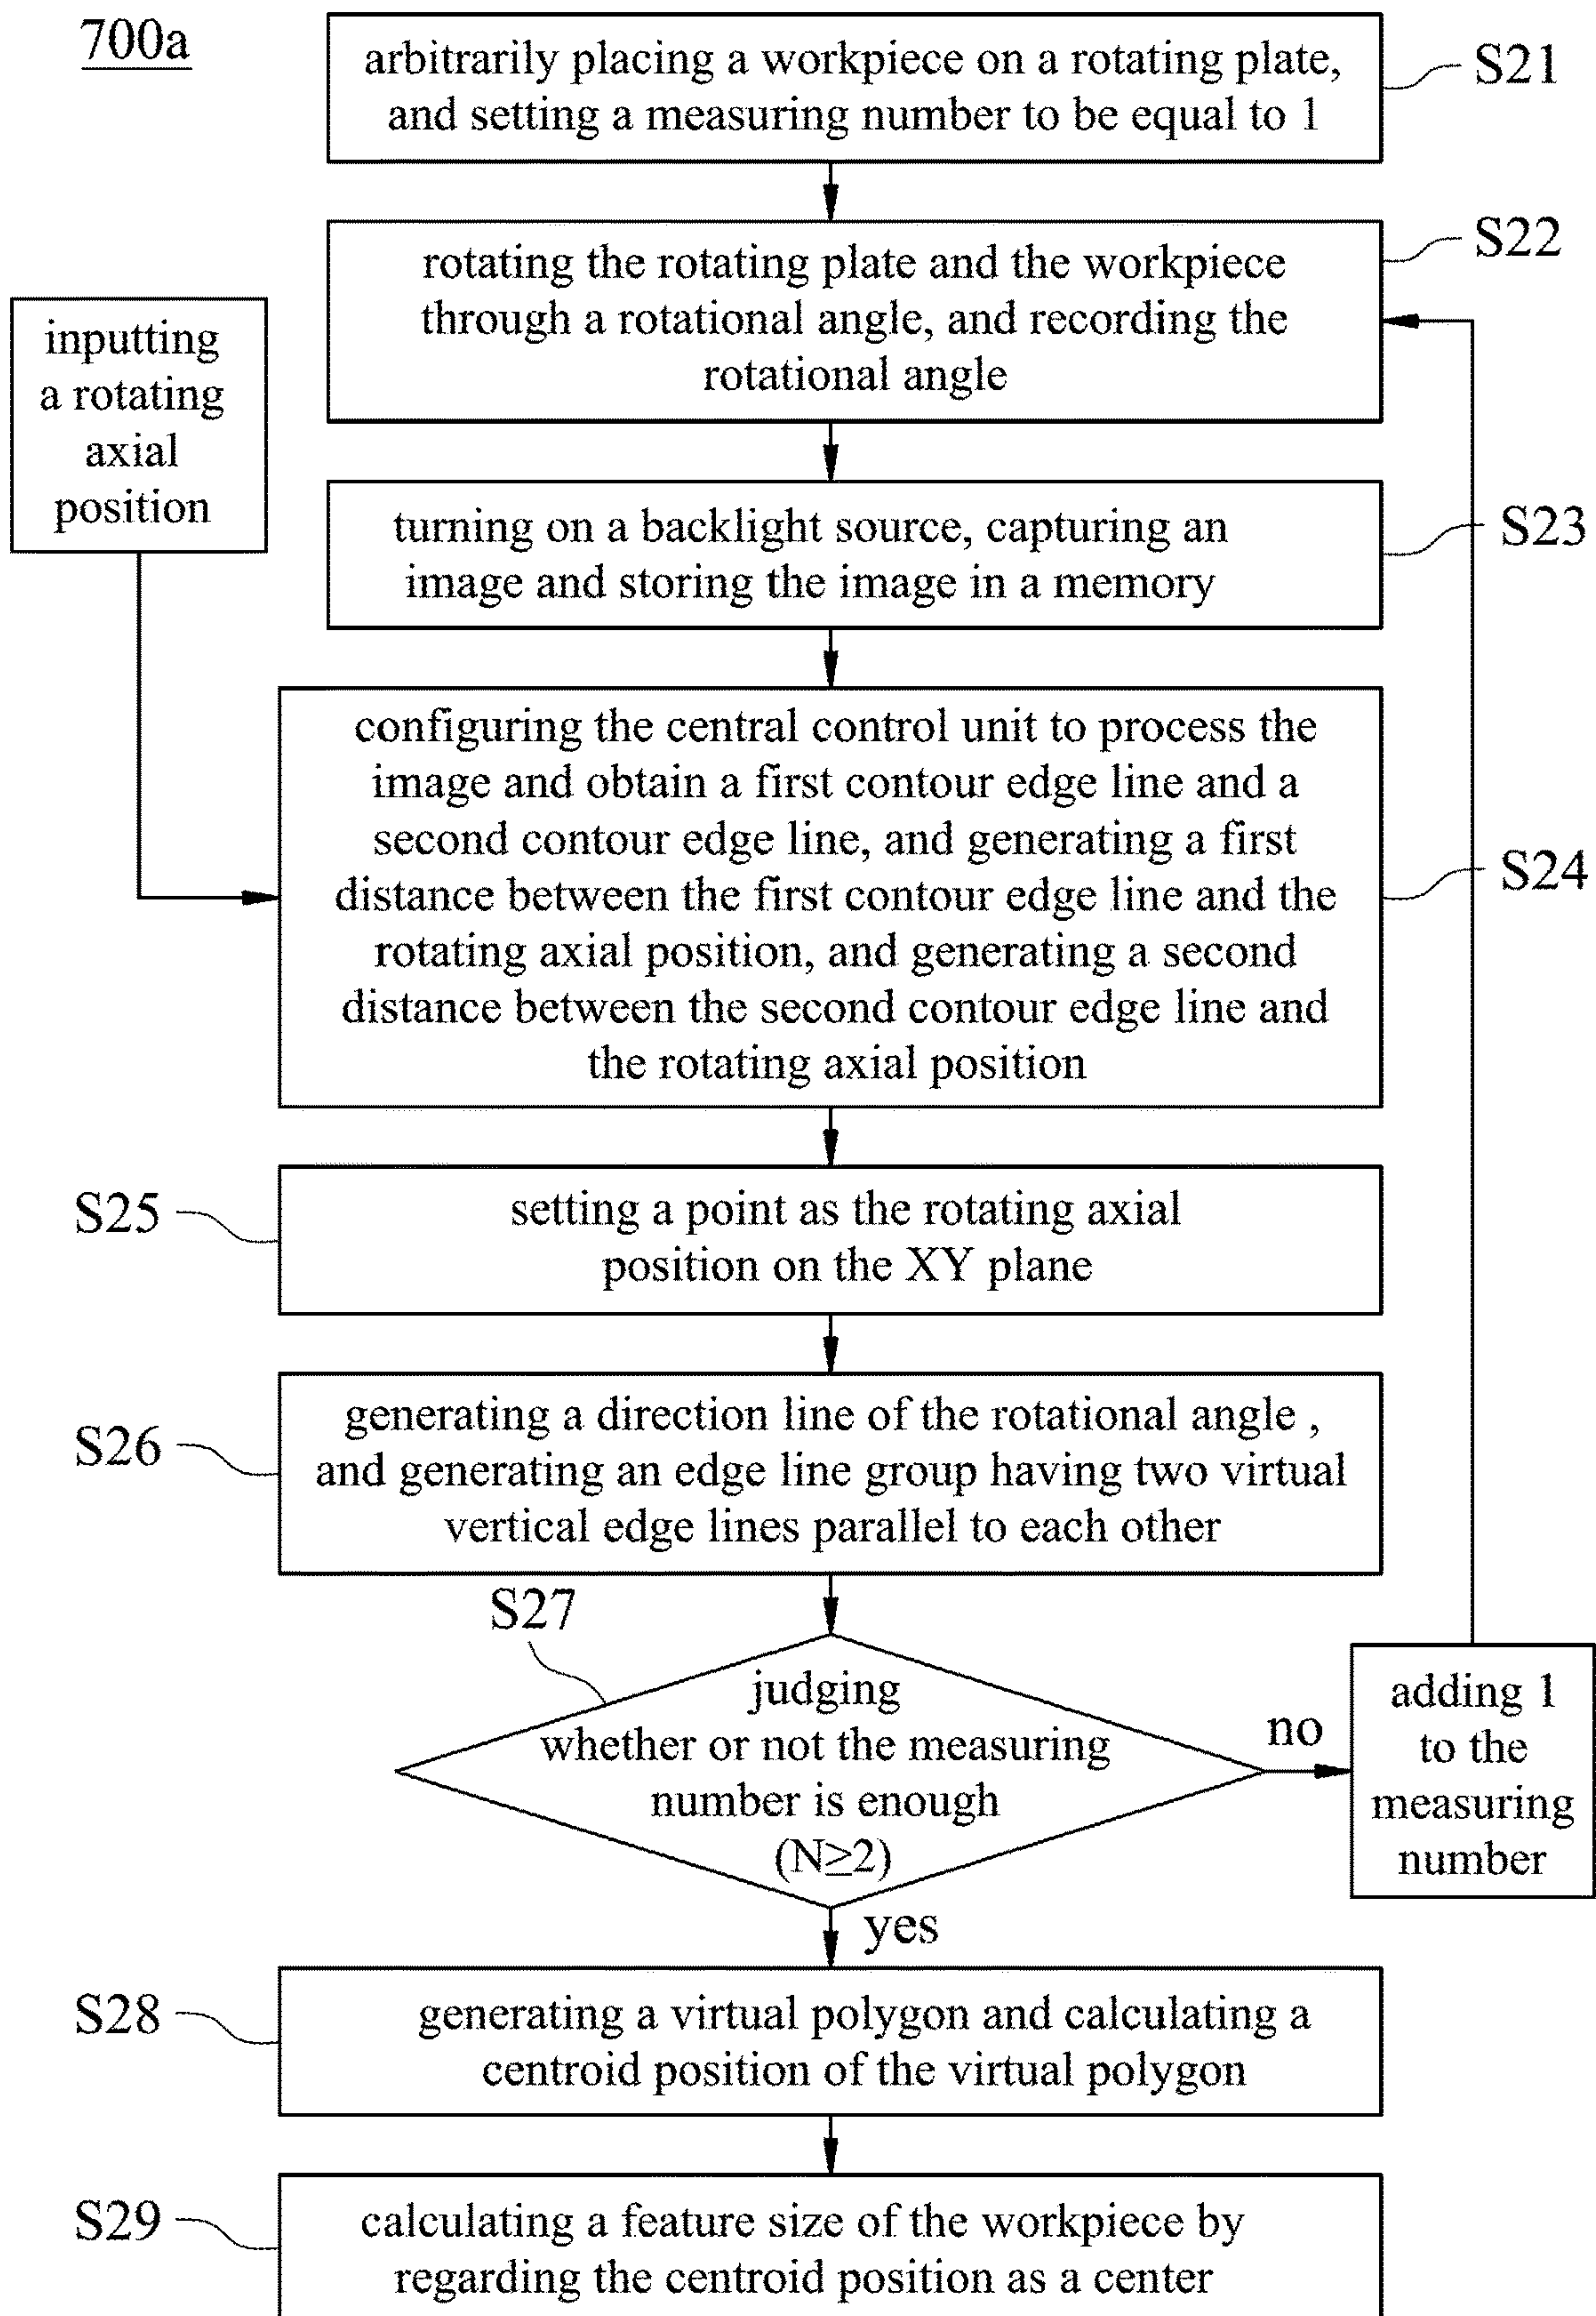 700a
arbitrarily placing a workpiece on a rotating plate,
and setting a measuring number to be equal to 1
S21
rotating the rotating plate and the workpiece
through a rotational angle, and recording the
rotational angle
S22
inputting
a rotating
axial
position
turning on a backlight source, capturing an
image and storing the image in a memory
S23
configuring the central control unit to process the
image and obtain a first contour edge line and a
second contour edge line, and generating a first
distance between the first contour edge line and the
rotating axial position, and generating a second
distance between the second contour edge line and
the rotating axial position
S24
S25
setting a point as the rotating axial
position on the XY plane
S26
generating a direction line of the rotational angle ,
and generating an edge line group having two virtual
vertical edge lines parallel to each other
S27
judging
whether or not the measuring
number is enough
(N≥2)
no
adding 1
to the
measuring
number
yes
S28
generating a virtual polygon and calculating a
centroid position of the virtual polygon
S29
calculating a feature size of the workpiece by
regarding the centroid position as a center